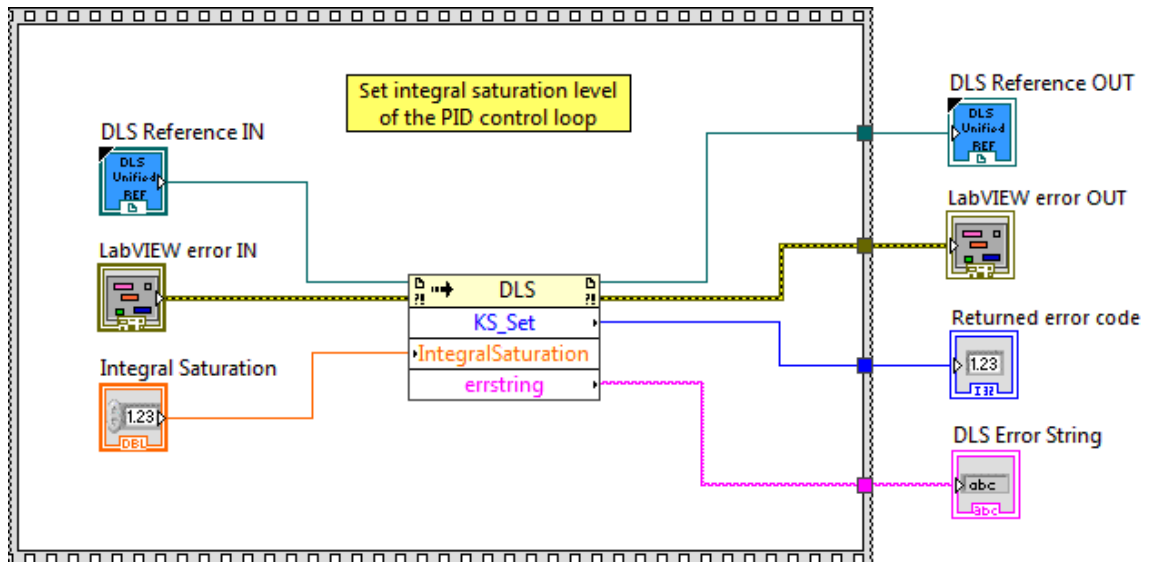 Set integral saturation level
of the PID control loop
DLS Reference IN
DLS
Unified
REF
LabVIEW error IN
?!
Integral Saturation
1.23
DBL
DLS
?!
?!
KS_Set
IntegralSaturation
errstring
DLS Reference OUT
DLS
Unified
REF
LabVIEW error OUT
?!
Returned error code
1.23
I32
DLS Error String
abc
abc